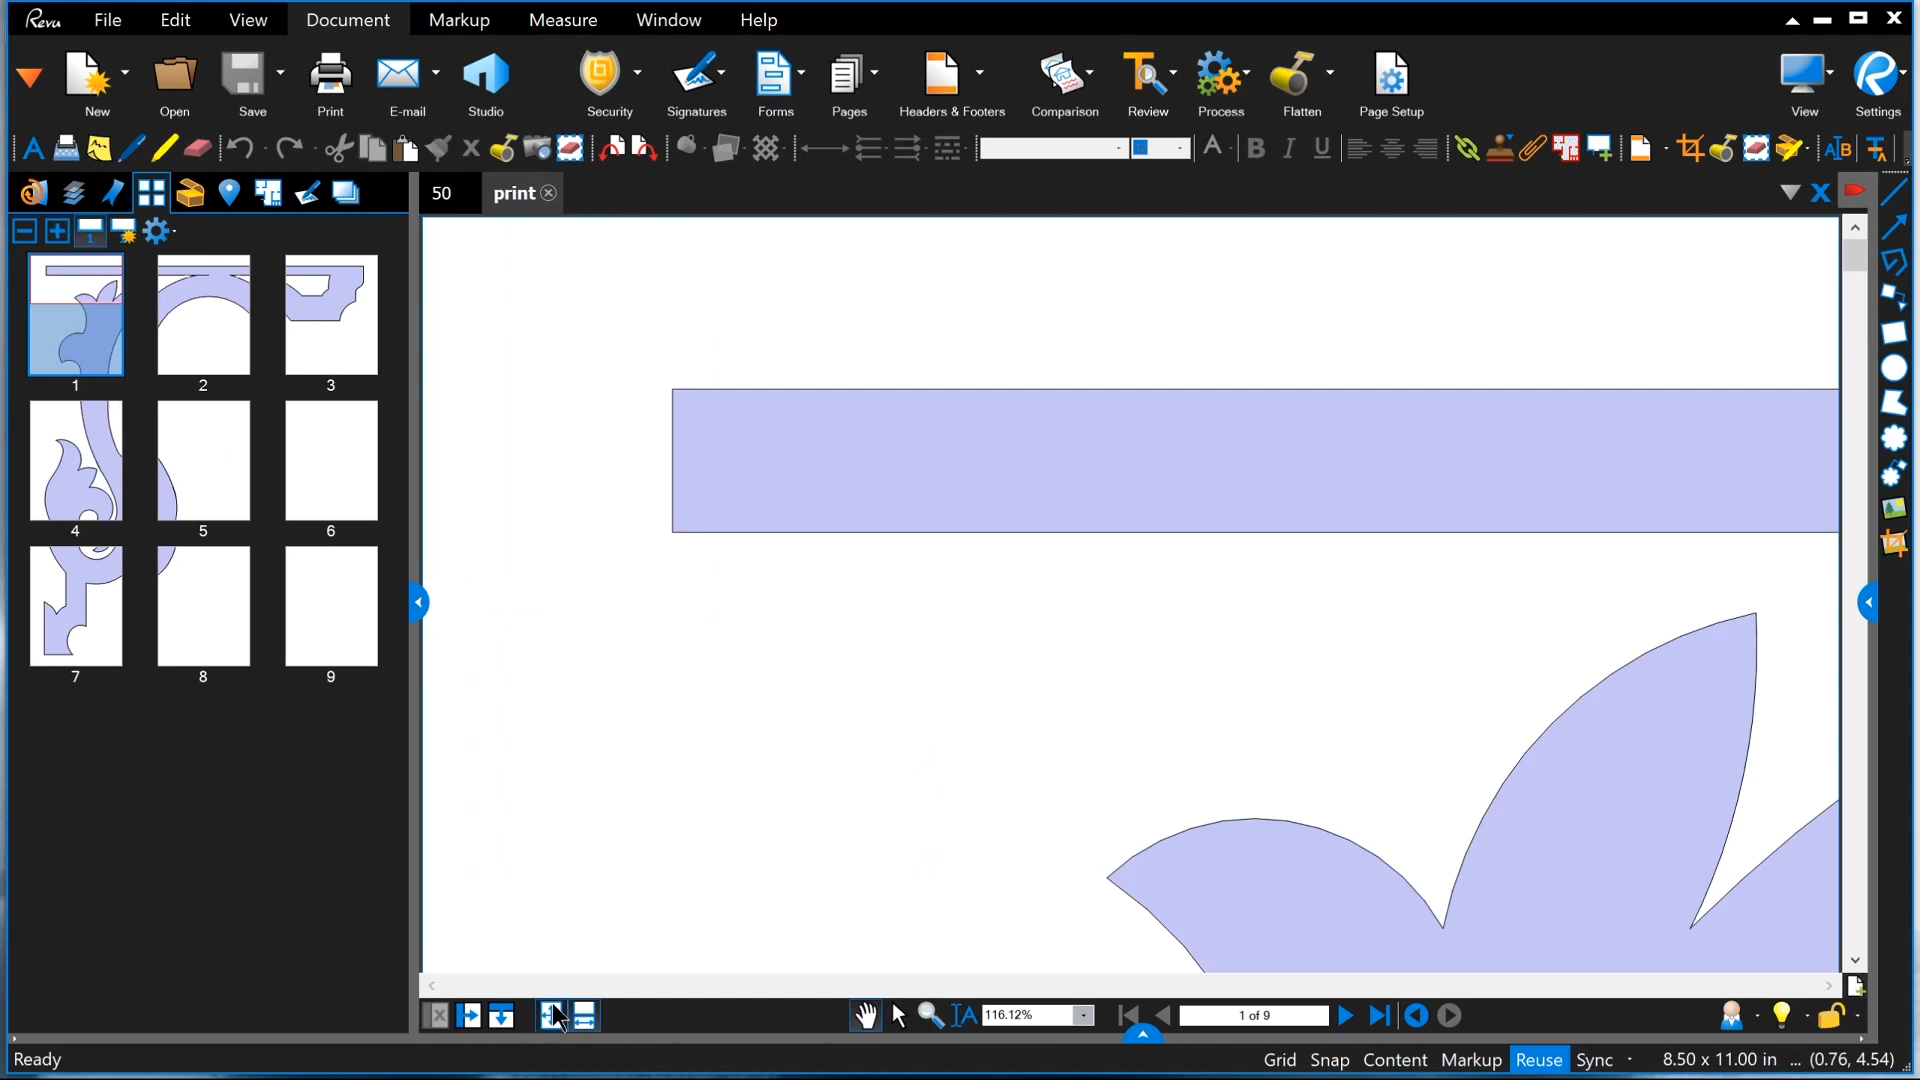 Revu File Edit View Document Markup Measure Window Help
New Open Save Print E-mail Studio Security Signatures Forms Pages Headers & Footers Comparison Review Process Flatten Page Setup View Settings
50 print
1 2 3
4 5 6
7 8 9
116.12% 1 of 9
Ready Grid Snap Content Markup Reuse Sync 8.50 x 11.00 in ... (0.76, 4.54)